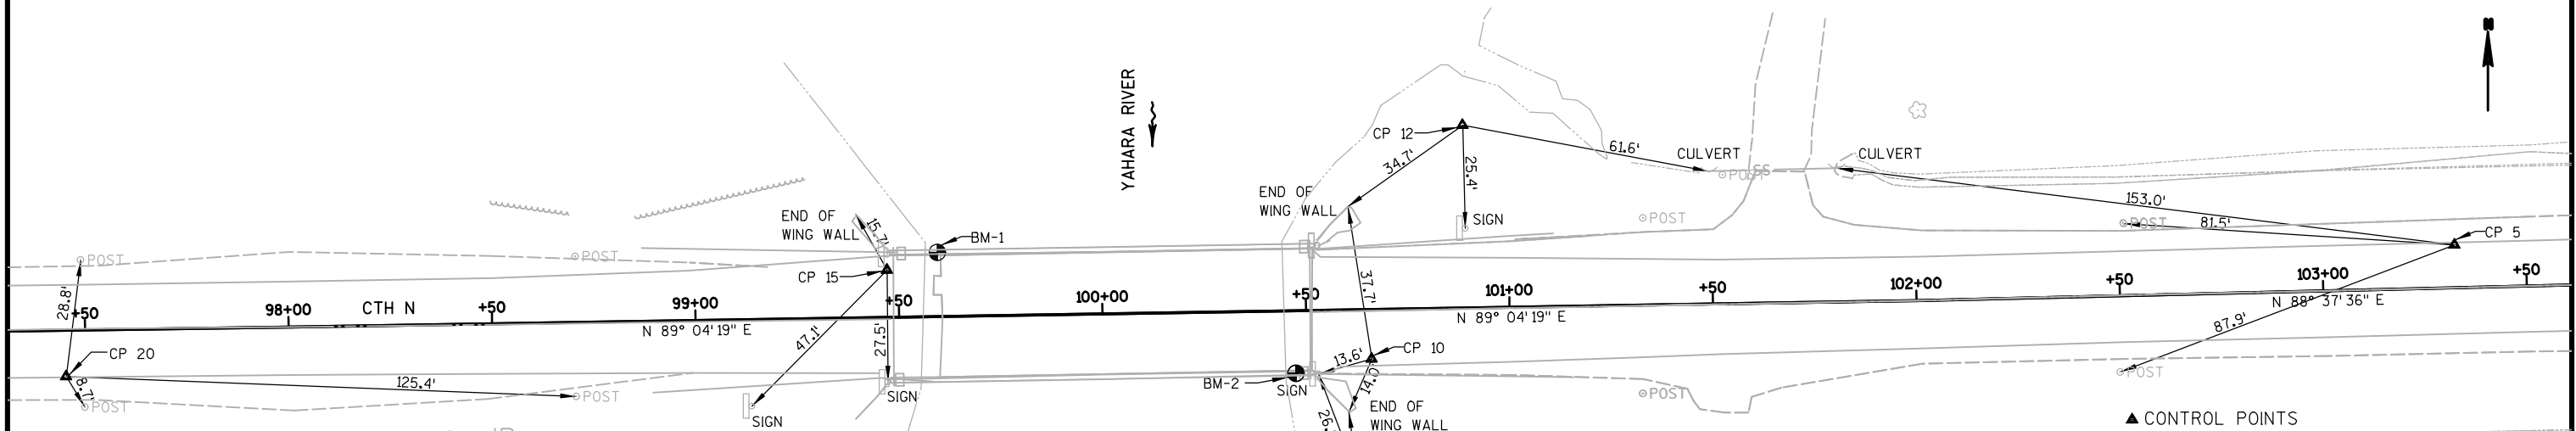 N
YAHARA RIVER
CP 12
34.7'
25.4'
61.6'
CULVERT
POST
SS
CULVERT
153.0'
81.5'
POST
CP 5
END OF
WING WALL
15.7'
BM-1
END OF
WING WALL
SIGN
POST
POST
POST
CP 15
28.8'
+50
98+00
CTH N
+50
99+00
N 89° 04'19" E
+50
100+00
+50
37.7'
101+00
N 89° 04'19" E
+50
102+00
+50
103+00
N 88° 37'36" E
+50
CP 20
8.7'
POST
125.4'
POST
47.1'
SIGN
27.5'
SIGN
BM-2
SIGN
13.6'
14.0'
CP 10
END OF
WING WALL
POST
87.9'
POST
CONTROL POINTS